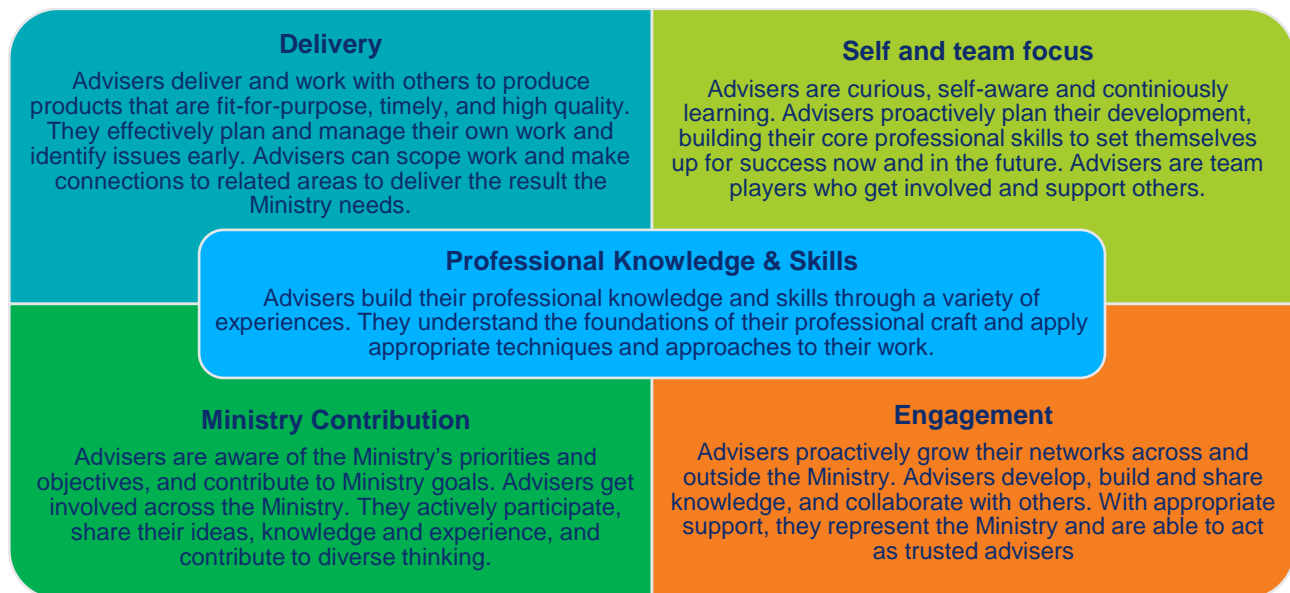 Delivery
Advisers deliver and work with others to produce
products that are fit-for-purpose, timely, and high quality.
They effectively plan and manage their own work and
identify issues early. Advisers can scope work and make
connections to related areas to deliver the result the
Ministry needs.
Self and team focus
Advisers are curious, self-aware and continiously
learning. Advisers proactively plan their development,
building their core professional skills to set themselves
up for success now and in the future. Advisers are team
players who get involved and support others.
Professional Knowledge & Skills
Advisers build their professional knowledge and skills through a variety of
experiences. They understand the foundations of their professional craft and apply
appropriate techniques and approaches to their work.
Ministry Contribution
Advisers are aware of the Ministry’s priorities and
objectives, and contribute to Ministry goals. Advisers get
involved across the Ministry. They actively participate,
share their ideas, knowledge and experience, and
contribute to diverse thinking.
Engagement
Advisers proactively grow their networks across and
outside the Ministry. Advisers develop, build and share
knowledge, and collaborate with others. With appropriate
support, they represent the Ministry and are able to act
as trusted advisers